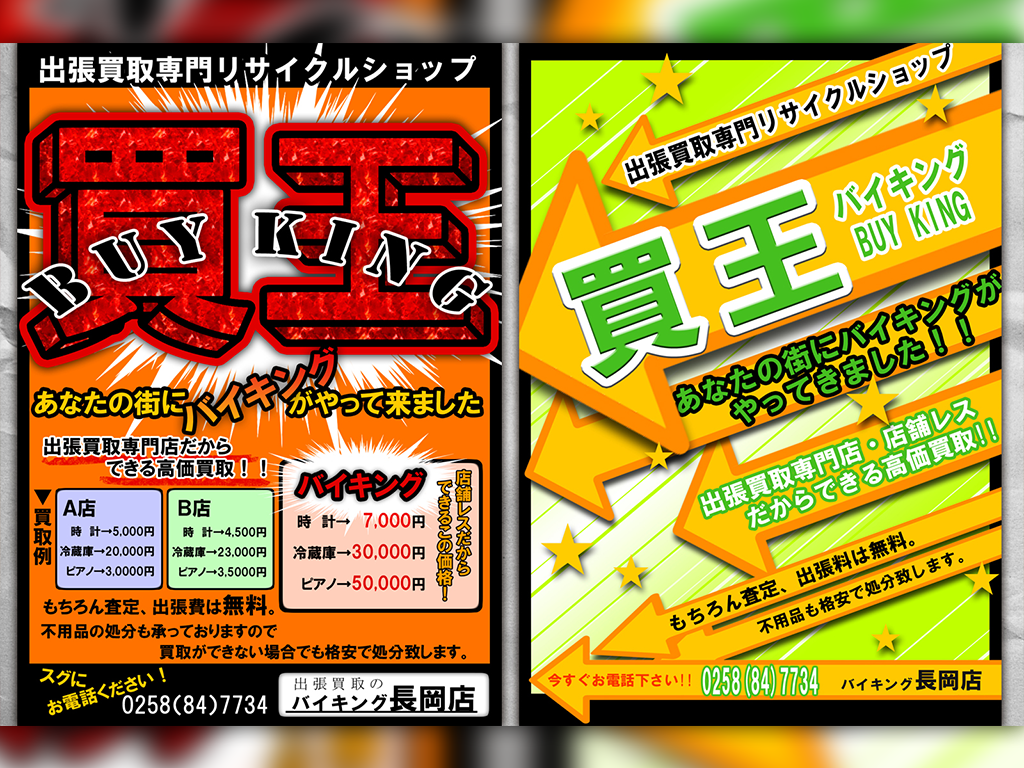 出張買取専門リサイクルショップ
買王
BUY KING
あなたの街にバイキングがやって来ました
出張買取専門店だから
できる高価買取！！
▼買取例
A店
時 計→5,000円
冷蔵庫→20,000円
ピアノ→3,0000円
B店
時 計→4,500円
冷蔵庫→23,000円
ピアノ→3,5000円
バイキング
時 計→ 7,000円
冷蔵庫→30,000円
ピアノ→50,000円
店舗レスだから
できるこの価格！
もちろん査定、出張費は無料。
不用品の処分も承っておりますので
買取ができない場合でも格安で処分致します。
スグに
お電話ください！
0258(84)7734
出張買取の
バイキング長岡店
出張買取専門リサイクルショップ
買王
バイキング
BUY KING
あなたの街にバイキングが
やってきました！！
出張買取専門店・店舗レス
だからできる高価買取!!
もちろん査定、出張料は無料。
不用品も格安で処分致します。
今すぐお電話下さい!!
0258(84)7734
バイキング長岡店